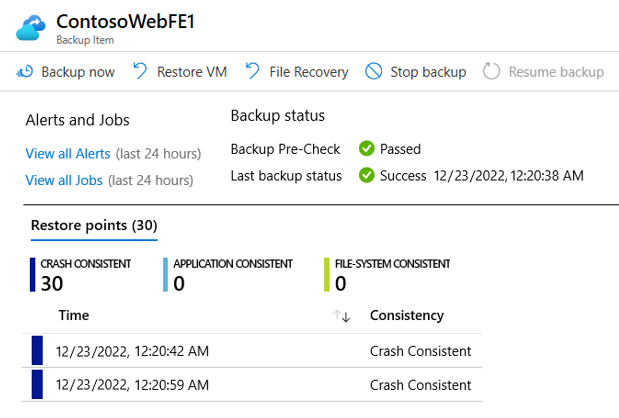 ContosoWebFE1
Backup Item
Backup now Restore VM File Recovery Stop backup Resume backup
Alerts and Jobs
View all Alerts (last 24 hours)
View all Jobs (last 24 hours)
Backup status
Backup Pre-Check Passed
Last backup status Success 12/23/2022, 12:20:38 AM
Restore points (30)
CRASH CONSISTENT
30
APPLICATION CONSISTENT
0
FILE-SYSTEM CONSISTENT
0
Time Consistency
12/23/2022, 12:20:42 AM Crash Consistent
12/23/2022, 12:20:59 AM Crash Consistent